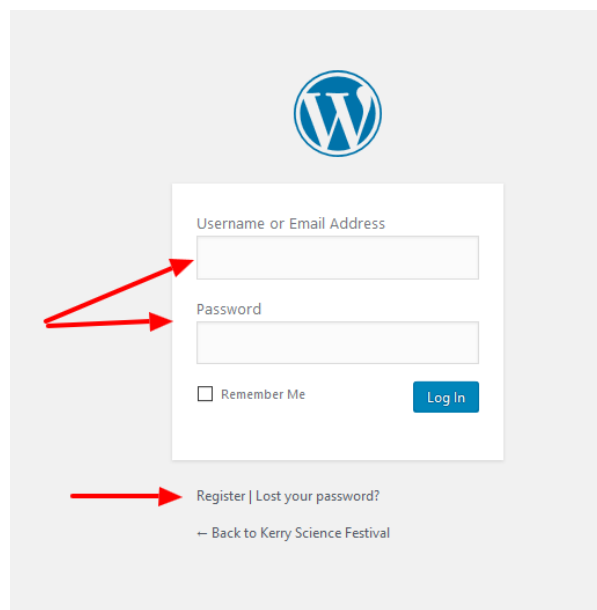 Username or Email Address
Password
Remember Me
Log In
Register | Lost your password?
← Back to Kerry Science Festival